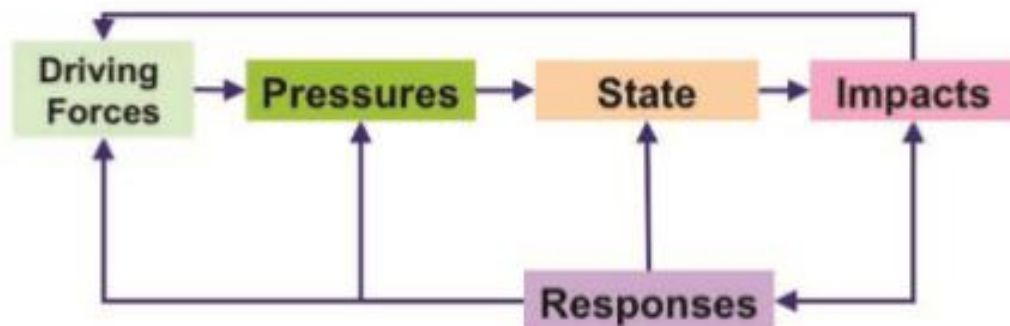 Driving
Forces
Pressures
State
Impacts
Responses